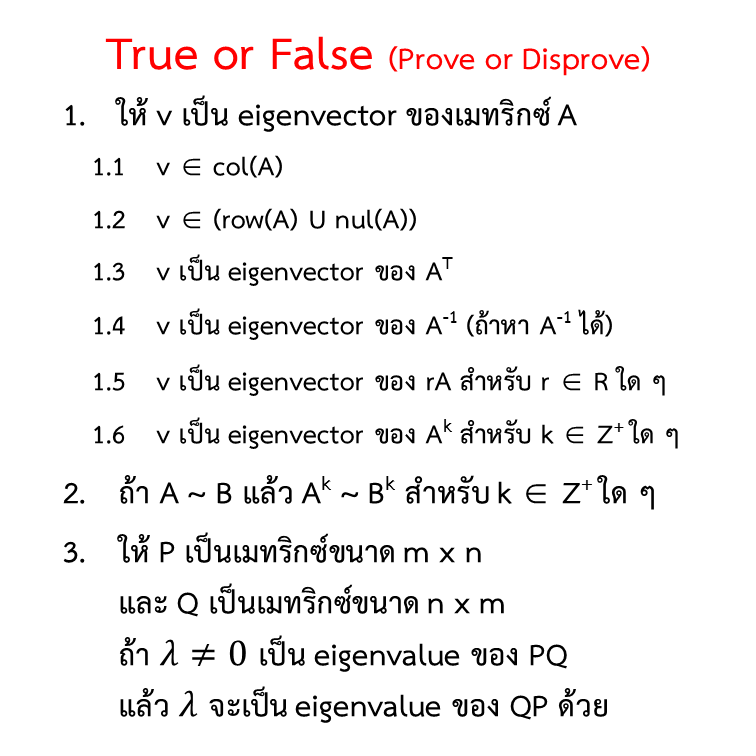 True or False (Prove or Disprove)
1. ให้ v เป็น eigenvector ของเมทริกซ์ A
1.1 v ∈ col(A)
1.2 v ∈ (row(A) U nul(A))
1.3 v เป็น eigenvector ของ Aᵀ
1.4 v เป็น eigenvector ของ A⁻¹ (ถ้าหา A⁻¹ ได้)
1.5 v เป็น eigenvector ของ rA สำหรับ r ∈ R ใด ๆ
1.6 v เป็น eigenvector ของ Aᵏ สำหรับ k ∈ Z⁺ ใด ๆ
2. ถ้า A ~ B แล้ว Aᵏ ~ Bᵏ สำหรับ k ∈ Z⁺ ใด ๆ
3. ให้ P เป็นเมทริกซ์ขนาด m x n
และ Q เป็นเมทริกซ์ขนาด n x m
ถ้า λ ≠ 0 เป็น eigenvalue ของ PQ
แล้ว λ จะเป็น eigenvalue ของ QP ด้วย